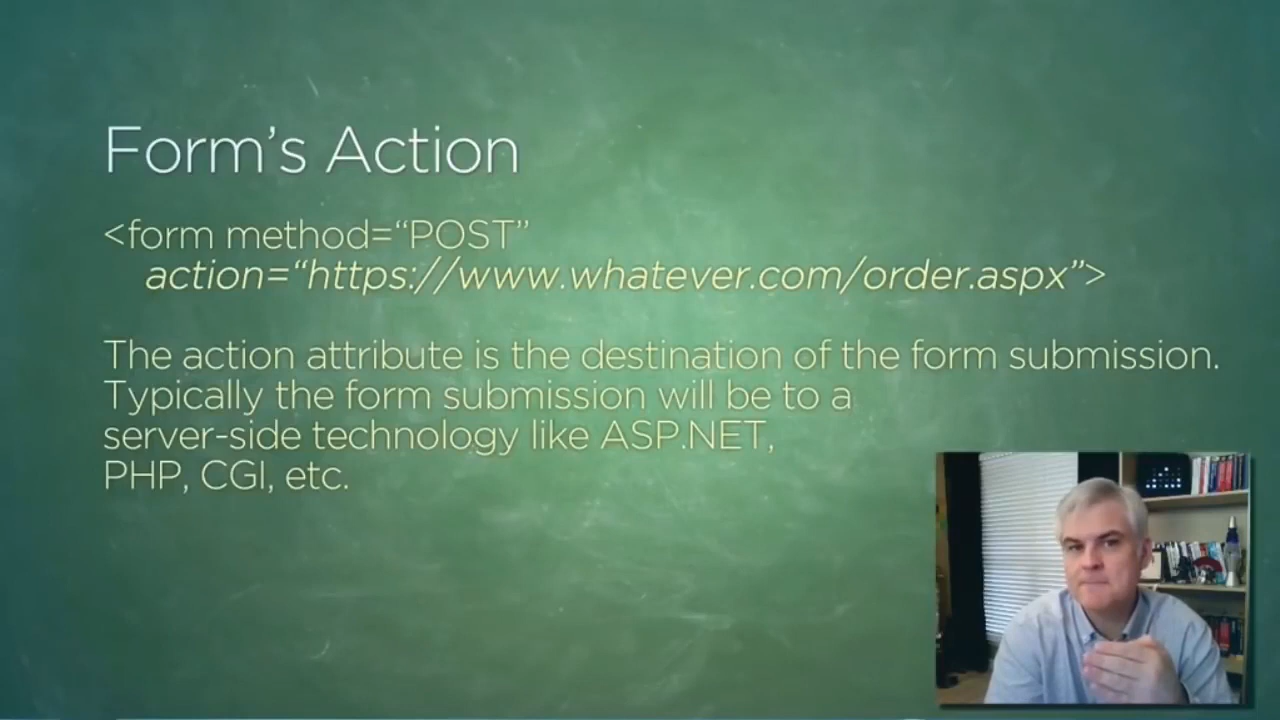 Form’s Action
<form method=“POST”
action=“https://www.whatever.com/order.aspx”>
The action attribute is the destination of the form submission.
Typically the form submission will be to a
server-side technology like ASP.NET,
PHP, CGI, etc.